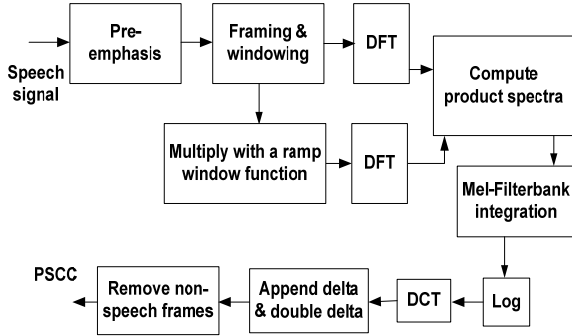 Pre-
emphasis
Framing &
windowing
DFT
Compute
product spectra
Speech
signal
Multiply with a ramp
window function
DFT
Mel-Filterbank
integration
PSCC
Remove non-
speech frames
Append delta
& double delta
DCT
Log